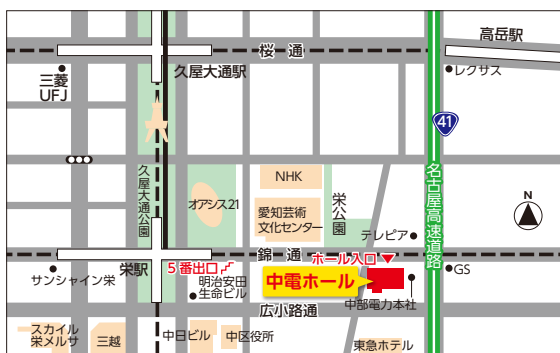 高岳駅
桜通
久屋大通駅
レクサス
三菱
UFJ
41
NHK
久屋大通公園
オアシス21
愛知芸術
文化センター
栄公園
名古屋高速道路
テレピア
N
錦通
ホール入口
栄駅
5番出口
サンシャイン栄
GS
中電ホール
明治安田
生命ビル
中部電力本社
広小路通
スカイル
栄メルサ
三越
中日ビル
中区役所
東急ホテル